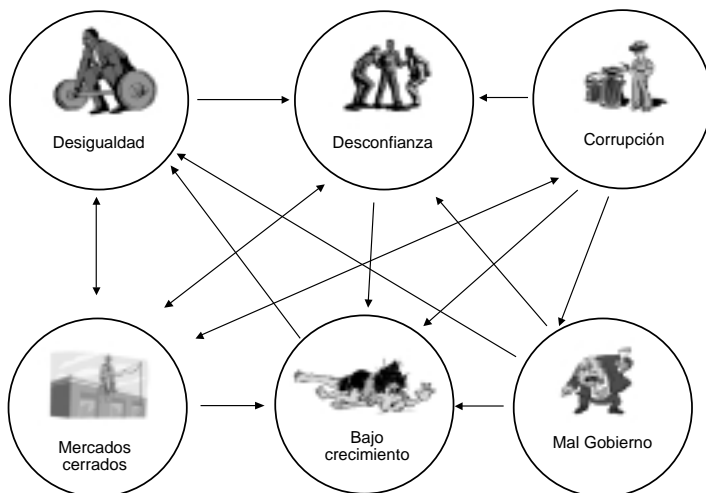 Desigualdad
Desconfianza
Corrupción
Mercados
cerrados
Bajo
crecimiento
Mal Gobierno